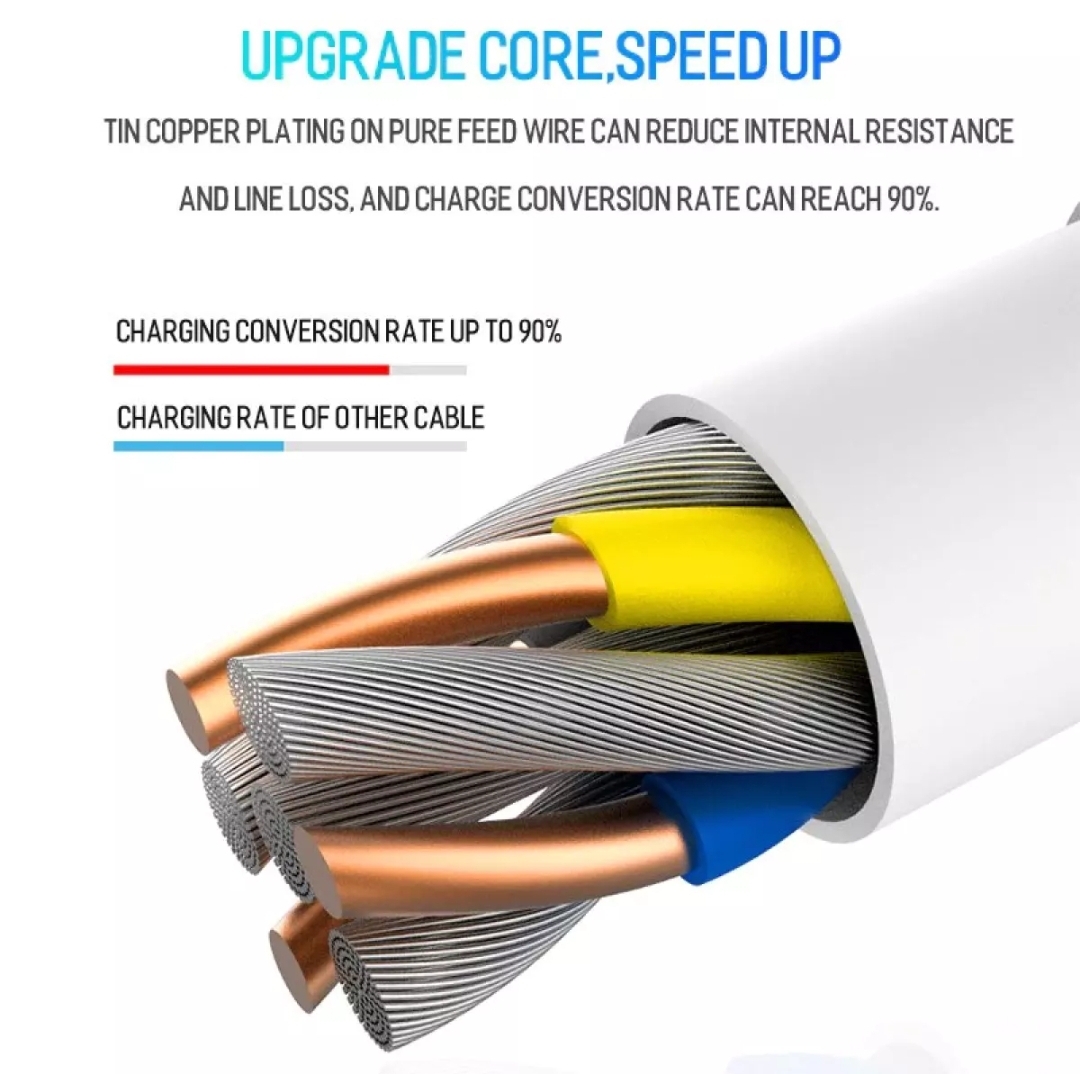 UPGRADE CORE,SPEED UP
TIN COPPER PLATING ON PURE FEED WIRE CAN REDUCE INTERNAL RESISTANCE
AND LINE LOSS, AND CHARGE CONVERSION RATE CAN REACH 90%.
CHARGING CONVERSION RATE UP TO 90%
CHARGING RATE OF OTHER CABLE